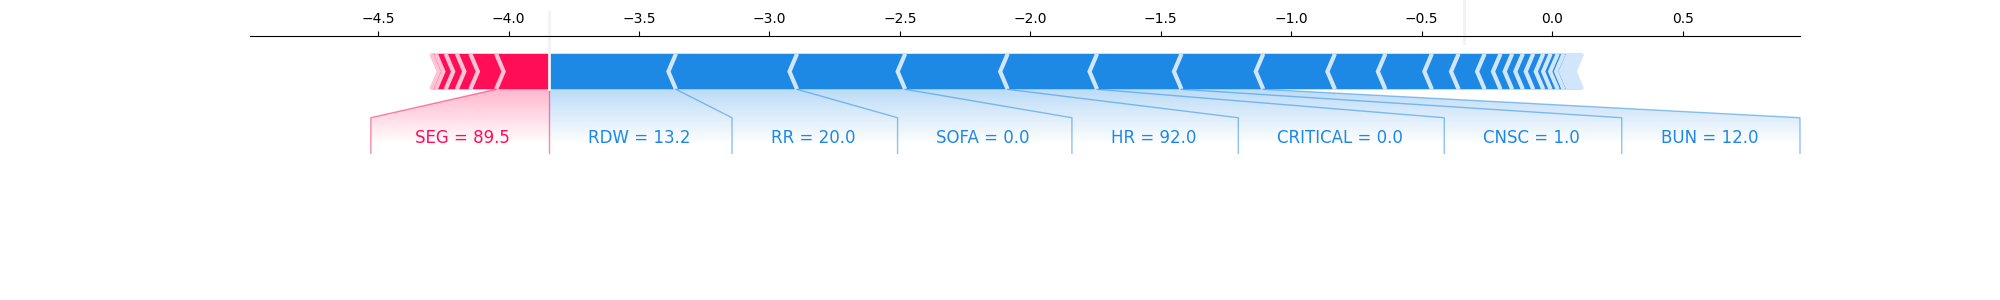 −4.5 −4.0 −3.5 −3.0 −2.5 −2.0 −1.5 −1.0 −0.5 0.0 0.5
SEG = 89.5 RDW = 13.2 RR = 20.0 SOFA = 0.0 HR = 92.0 CRITICAL = 0.0 CNSC = 1.0 BUN = 12.0